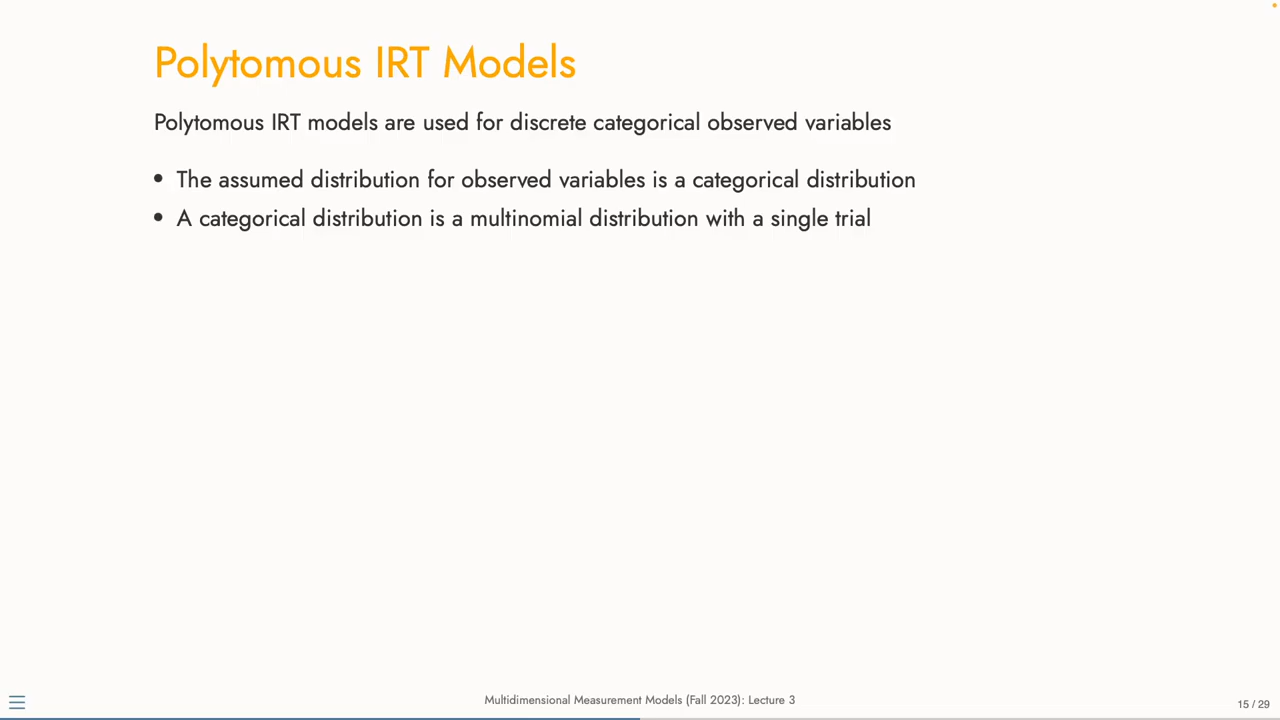 Polytomous IRT Models
Polytomous IRT models are used for discrete categorical observed variables
• The assumed distribution for observed variables is a categorical distribution
• A categorical distribution is a multinomial distribution with a single trial
Multidimensional Measurement Models (Fall 2023): Lecture 3
15 / 29